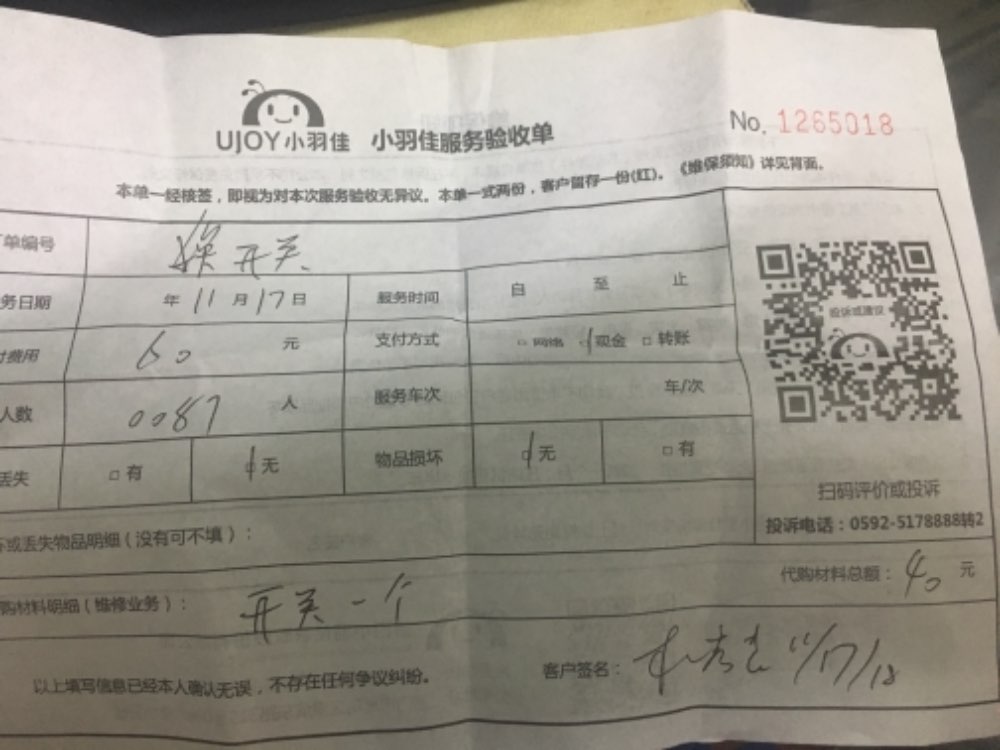 UJOY小羽佳 小羽佳服务验收单 No. 1265018
本单一经核签，即视为对本次服务验收无异议。本单一式两份，客户留存一份(红)。《维保须知》详见背面。
单编号 换开关
务日期 年 11 月 17 日 服务时间 自 至 止
费用 60 元 支付方式 网络 现金 转账
人数 0087 人 服务车次 车/次
丢失 有 无 物品损坏 无 有
投诉或建议
扫码评价或投诉
投诉电话：0592-5178888转2
或丢失物品明细（没有可不填）：
购材料明细（维修业务）： 开关一个 代购材料总额：40 元
以上填写信息已经本人确认无误，不存在任何争议纠纷。 客户签名： 11/17/18